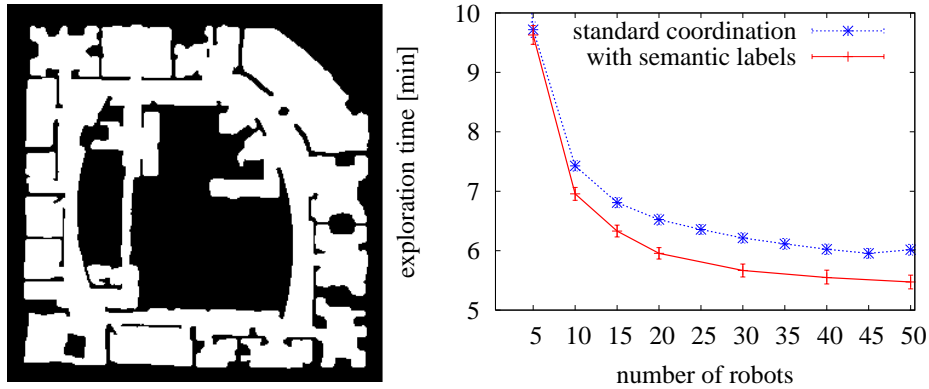 exploration time [min]
10
9
8
7
6
5
standard coordination
with semantic labels
5 10 15 20 25 30 35 40 45 50
number of robots